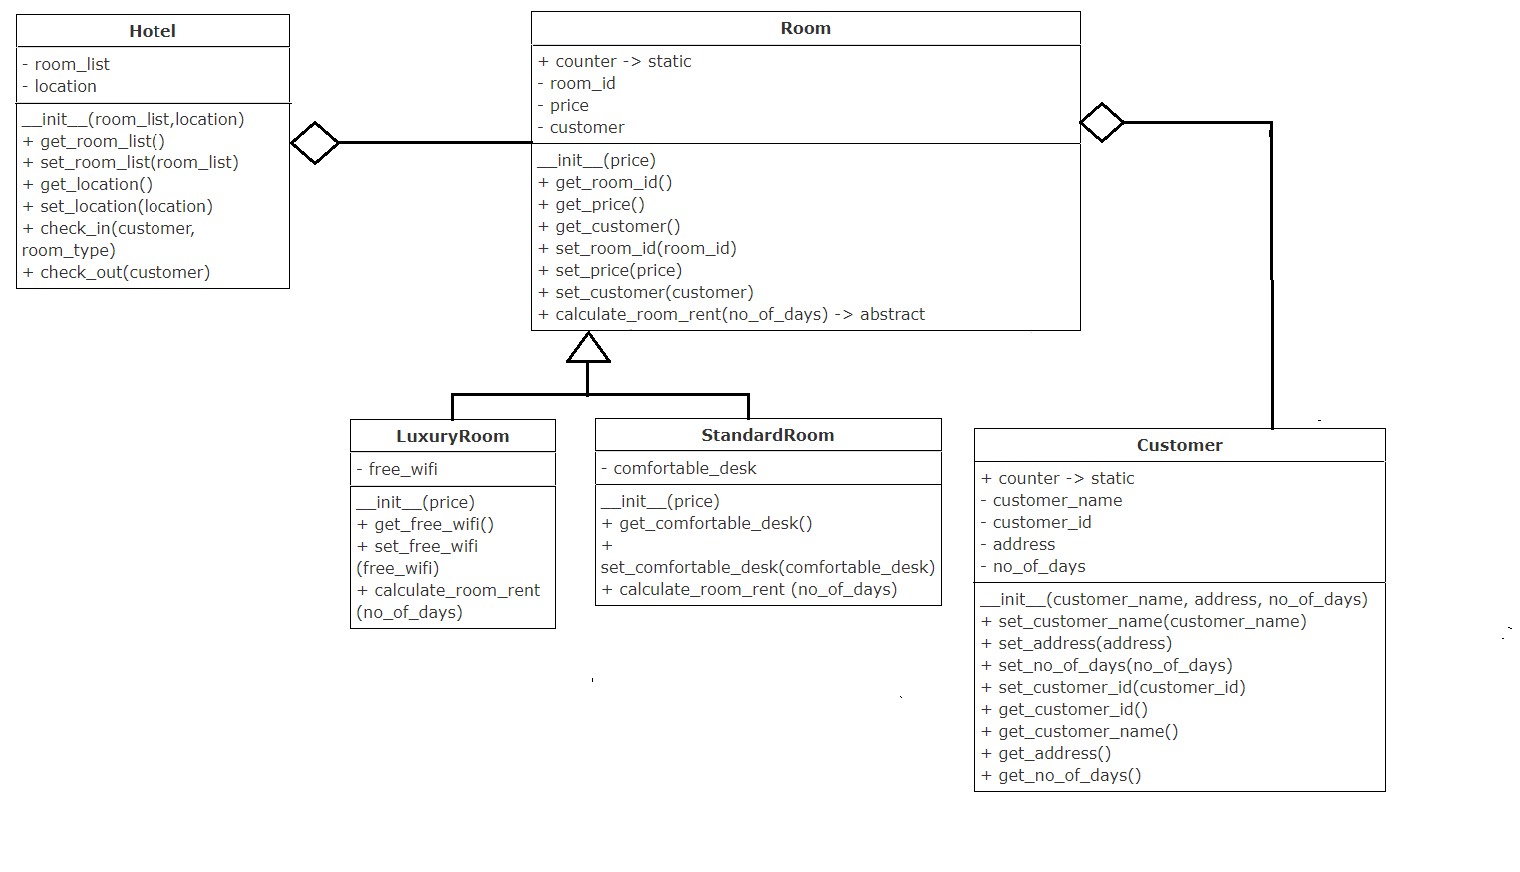 Hotel
- room_list
- location
__init__(room_list,location)
+ get_room_list()
+ set_room_list(room_list)
+ get_location()
+ set_location(location)
+ check_in(customer,
room_type)
+ check_out(customer)
Room
+ counter -> static
- room_id
- price
- customer
__init__(price)
+ get_room_id()
+ get_price()
+ get_customer()
+ set_room_id(room_id)
+ set_price(price)
+ set_customer(customer)
+ calculate_room_rent(no_of_days) -> abstract
LuxuryRoom
- free_wifi
__init__(price)
+ get_free_wifi()
+ set_free_wifi
(free_wifi)
+ calculate_room_rent
(no_of_days)
StandardRoom
- comfortable_desk
__init__(price)
+ get_comfortable_desk()
+
set_comfortable_desk(comfortable_desk)
+ calculate_room_rent (no_of_days)
Customer
+ counter -> static
- customer_name
- customer_id
- address
- no_of_days
__init__(customer_name, address, no_of_days)
+ set_customer_name(customer_name)
+ set_address(address)
+ set_no_of_days(no_of_days)
+ set_customer_id(customer_id)
+ get_customer_id()
+ get_customer_name()
+ get_address()
+ get_no_of_days()